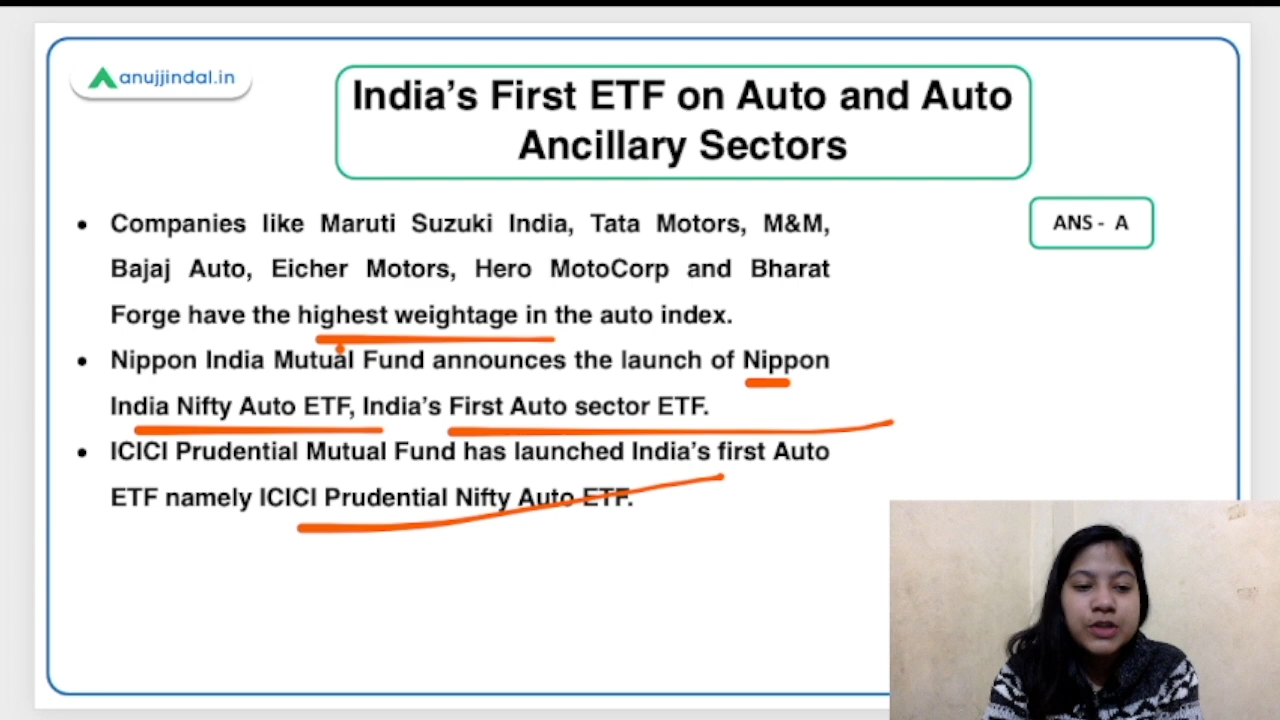 anujjindal.in
India's First ETF on Auto and Auto
Ancillary Sectors
ANS - A
• Companies like Maruti Suzuki India, Tata Motors, M&M,
Bajaj Auto, Eicher Motors, Hero MotoCorp and Bharat
Forge have the highest weightage in the auto index.
• Nippon India Mutual Fund announces the launch of Nippon
India Nifty Auto ETF, India's First Auto sector ETF.
• ICICI Prudential Mutual Fund has launched India's first Auto
ETF namely ICICI Prudential Nifty Auto ETF.